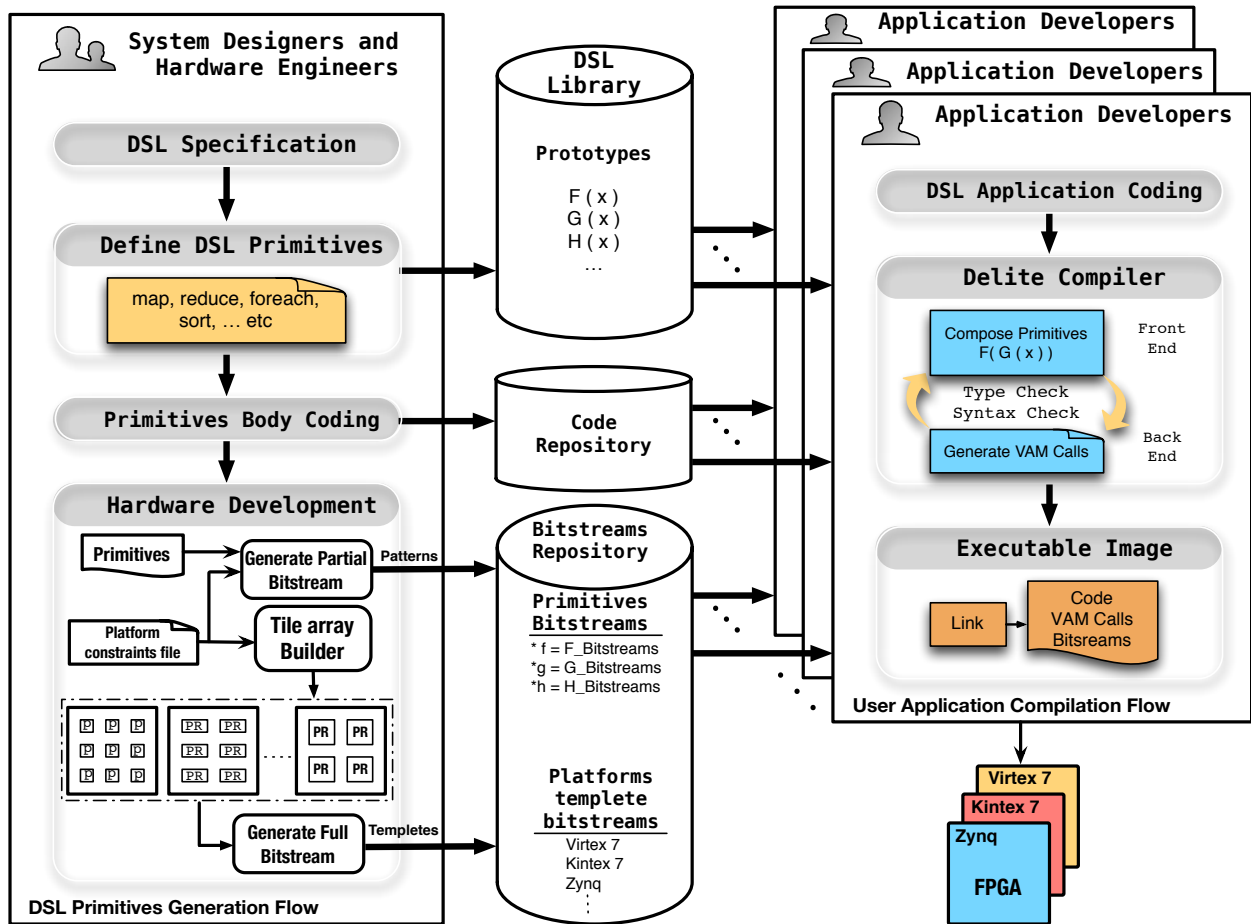 System Designers and
Hardware Engineers
DSL Specification
Define DSL Primitives
map, reduce, foreach,
sort, … etc
Primitives Body Coding
Hardware Development
Primitives
Generate Partial
Bitstream
Patterns
Platform
constraints file
Tile array
Builder
P P P
P P P
P P P
PR PR
PR PR
PR PR
.....
PR PR
PR PR
Generate Full
Bitstream
Templetes
DSL Primitives Generation Flow
DSL
Library
Prototypes
F ( x )
G ( x )
H ( x )
…
Code
Repository
Bitstreams
Repository
Primitives
Bitstreams
* f = F_Bitstreams
*g = G_Bitstreams
*h = H_Bitstreams
Platforms
templete
bitstreams
Virtex 7
Kintex 7
Zynq
Application Developers
Application Developers
Application Developers
DSL Application Coding
Delite Compiler
Compose Primitives
F( G ( x ) )
Front
End
Type Check
Syntax Check
Generate VAM Calls
Back
End
Executable Image
Link
Code
VAM Calls
Bitsreams
User Application Compilation Flow
Virtex 7
Kintex 7
Zynq
FPGA